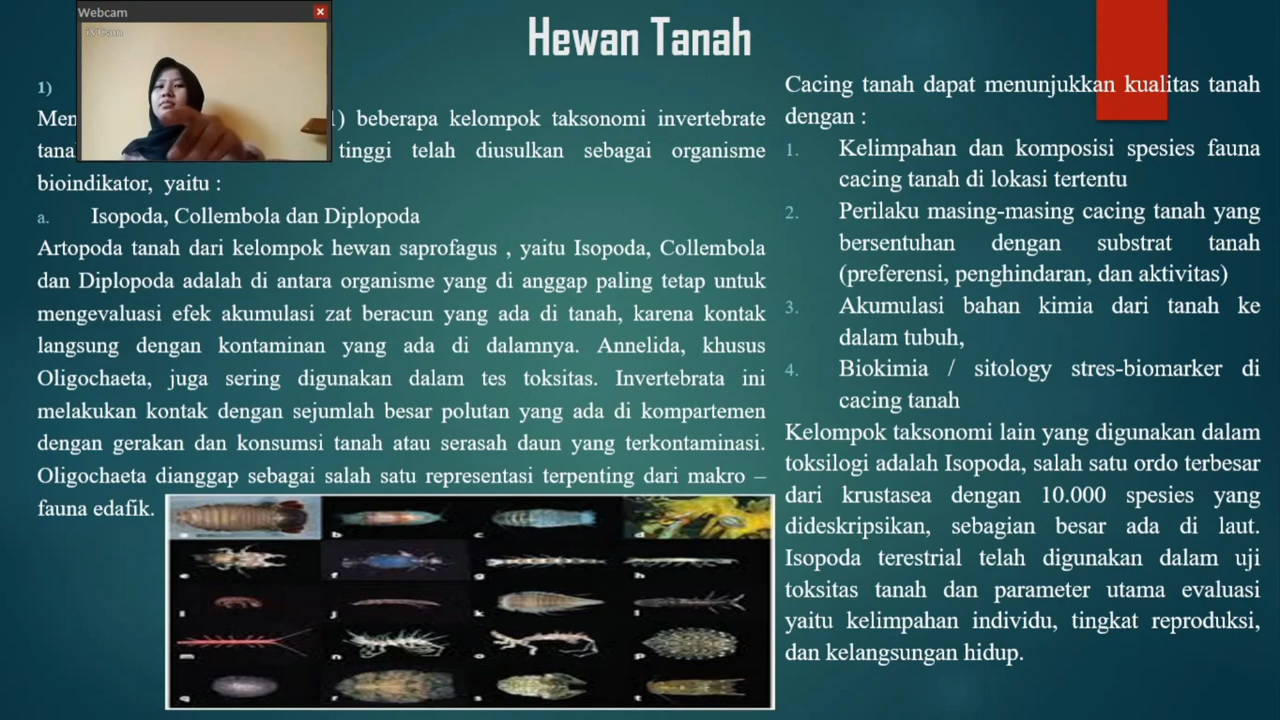 Webcam
iVCam
Hewan Tanah
1)
Men 1) beberapa kelompok taksonomi invertebrate
tana tinggi telah diusulkan sebagai organisme
bioindikator, yaitu :
a. Isopoda, Collembola dan Diplopoda
Artopoda tanah dari kelompok hewan saprofagus , yaitu Isopoda, Collembola
dan Diplopoda adalah di antara organisme yang di anggap paling tetap untuk
mengevaluasi efek akumulasi zat beracun yang ada di tanah, karena kontak
langsung dengan kontaminan yang ada di dalamnya. Annelida, khusus
Oligochaeta, juga sering digunakan dalam tes toksitas. Invertebrata ini
melakukan kontak dengan sejumlah besar polutan yang ada di kompartemen
dengan gerakan dan konsumsi tanah atau serasah daun yang terkontaminasi.
Oligochaeta dianggap sebagai salah satu representasi terpenting dari makro –
fauna edafik.
a b c d
e f g h
i j k l
m n o p
q r s t
Cacing tanah dapat menunjukkan kualitas tanah
dengan :
1. Kelimpahan dan komposisi spesies fauna
cacing tanah di lokasi tertentu
2. Perilaku masing-masing cacing tanah yang
bersentuhan dengan substrat tanah
(preferensi, penghindaran, dan aktivitas)
3. Akumulasi bahan kimia dari tanah ke
dalam tubuh,
4. Biokimia / sitology stres-biomarker di
cacing tanah
Kelompok taksonomi lain yang digunakan dalam
toksilogi adalah Isopoda, salah satu ordo terbesar
dari krustasea dengan 10.000 spesies yang
dideskripsikan, sebagian besar ada di laut.
Isopoda terestrial telah digunakan dalam uji
toksitas tanah dan parameter utama evaluasi
yaitu kelimpahan individu, tingkat reproduksi,
dan kelangsungan hidup.